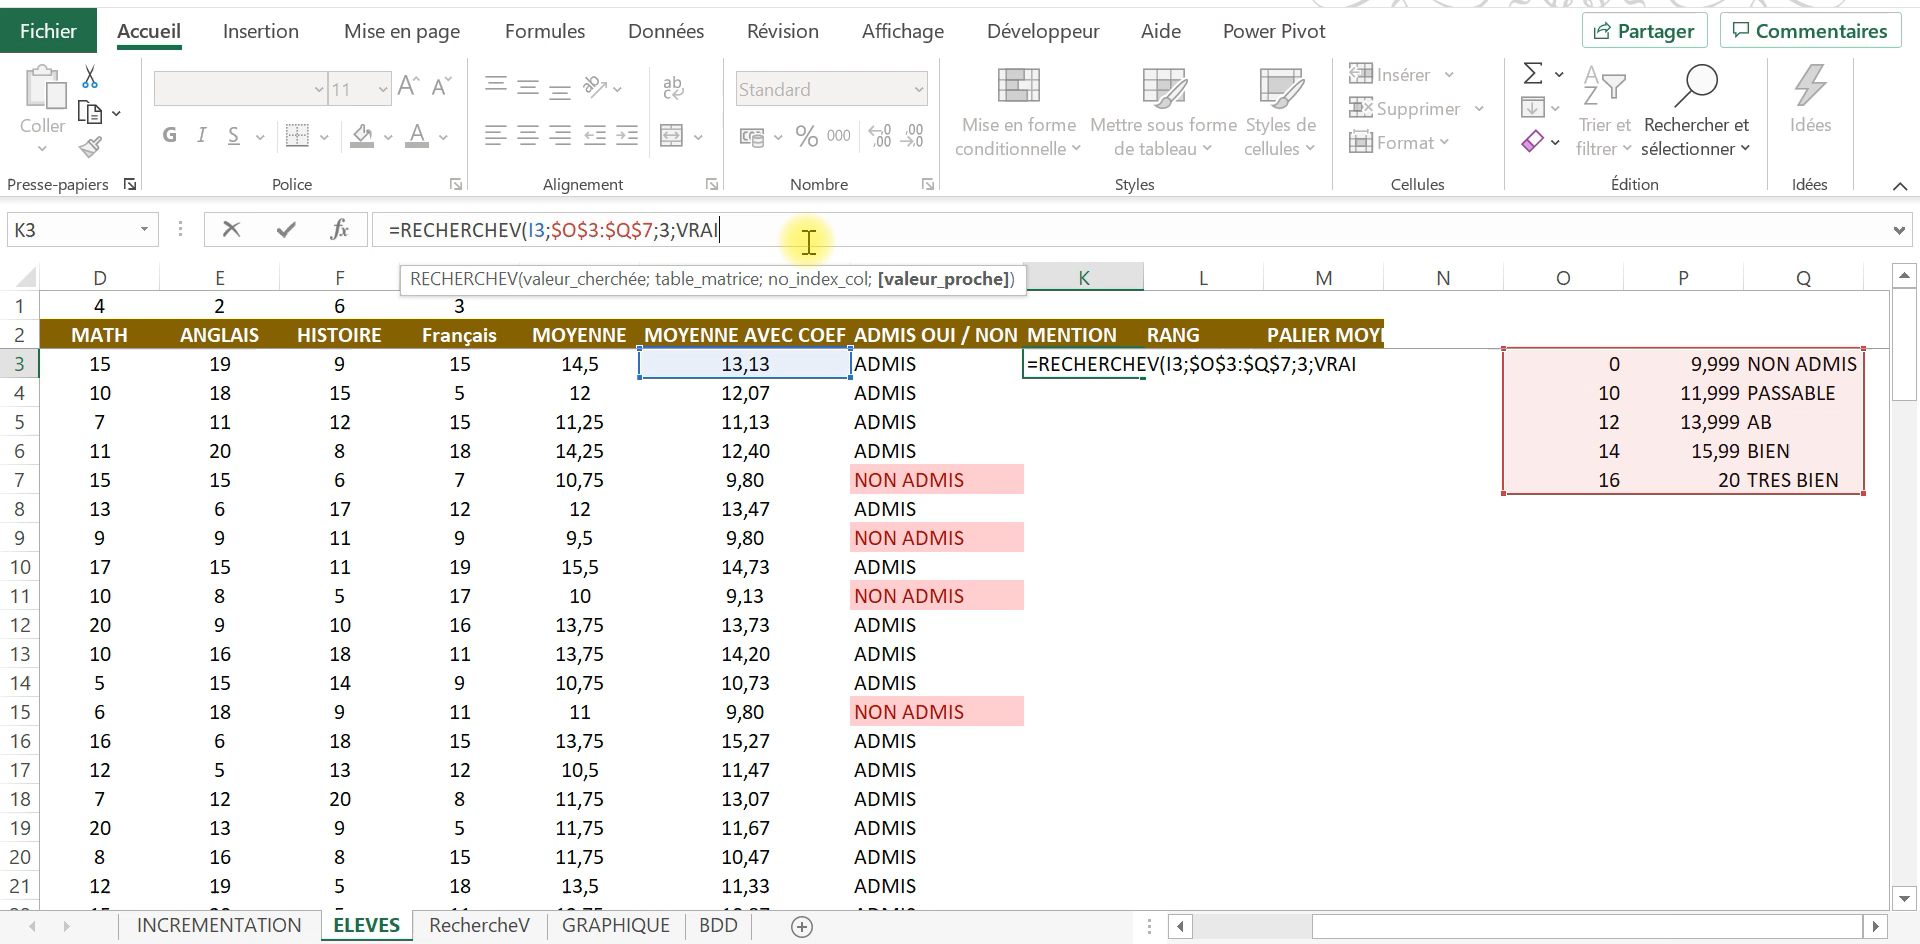 Fichier Accueil Insertion Mise en page Formules Données Révision Affichage Développeur Aide Power Pivot Partager Commentaires
Coller
11
G I S
Standard
% 000
Mise en forme conditionnelle
Mettre sous forme de tableau
Styles de cellules
Insérer
Supprimer
Format
Trier et filtrer
Rechercher et sélectionner
Idées
Presse-papiers Police Alignement Nombre Styles Cellules Édition Idées
K3 fx =RECHERCHEV(I3;$O$3:$Q$7;3;VRAI
RECHERCHEV(valeur_cherchée; table_matrice; no_index_col; [valeur_proche])
D E F K L M N O P Q
1 4 2 6 3
2 MATH ANGLAIS HISTOIRE Français MOYENNE MOYENNE AVEC COEF ADMIS OUI / NON MENTION RANG PALIER MOYE
3 15 19 9 15 14,5 13,13 ADMIS =RECHERCHEV(I3;$O$3:$Q$7;3;VRAI 0 9,999 NON ADMIS
4 10 18 15 5 12 12,07 ADMIS 10 11,999 PASSABLE
5 7 11 12 15 11,25 11,13 ADMIS 12 13,999 AB
6 11 20 8 18 14,25 12,40 ADMIS 14 15,99 BIEN
7 15 15 6 7 10,75 9,80 NON ADMIS 16 20 TRES BIEN
8 13 6 17 12 12 13,47 ADMIS
9 9 9 11 9 9,5 9,80 NON ADMIS
10 17 15 11 19 15,5 14,73 ADMIS
11 10 8 5 17 10 9,13 NON ADMIS
12 20 9 10 16 13,75 13,73 ADMIS
13 10 16 18 11 13,75 14,20 ADMIS
14 5 15 14 9 10,75 10,73 ADMIS
15 6 18 9 11 11 9,80 NON ADMIS
16 16 6 18 15 13,75 15,27 ADMIS
17 12 5 13 12 10,5 11,47 ADMIS
18 7 12 20 8 11,75 13,07 ADMIS
19 20 13 9 5 11,75 11,67 ADMIS
20 8 16 8 15 11,75 10,47 ADMIS
21 12 19 5 18 13,5 11,33 ADMIS
INCREMENTATION ELEVES RechercheV GRAPHIQUE BDD